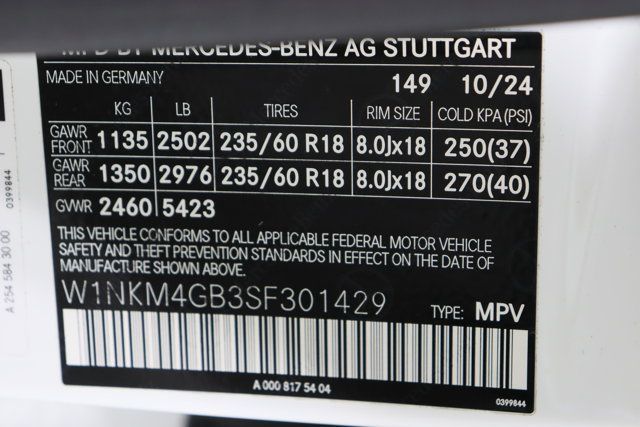 MFD BY MERCEDES-BENZ AG STUTTGART
MADE IN GERMANY 149 10/24
KG LB TIRES RIM SIZE COLD KPA(PSI)
GAWR FRONT 1135 2502 235/60 R18 8.0Jx18 250(37)
GAWR REAR 1350 2976 235/60 R18 8.0Jx18 270(40)
GVWR 2460 5423
THIS VEHICLE CONFORMS TO ALL APPLICABLE FEDERAL MOTOR VEHICLE
SAFETY AND THEFT PREVENTION STANDARDS IN EFFECT ON THE DATE OF
MANUFACTURE SHOWN ABOVE.
W1NKM4GB3SF301429 TYPE: MPV
A 000 817 54 04
0399844
A 254 584 30 00
0399844